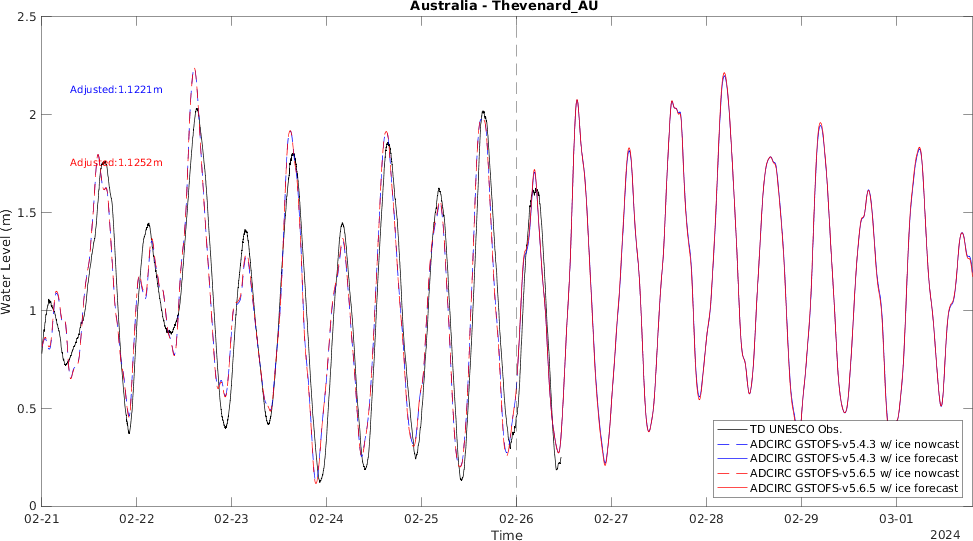 Australia - Thevenard_AU
Water Level (m)
2.5
2
1.5
1
0.5
0
Adjusted:1.1221m
Adjusted:1.1252m
TD UNESCO Obs.
ADCIRC GSTOFS-v5.4.3 w/ ice nowcast
ADCIRC GSTOFS-v5.4.3 w/ ice forecast
ADCIRC GSTOFS-v5.6.5 w/ ice nowcast
ADCIRC GSTOFS-v5.6.5 w/ ice forecast
02-21 02-22 02-23 02-24 02-25 02-26 02-27 02-28 02-29 03-01
Time
2024